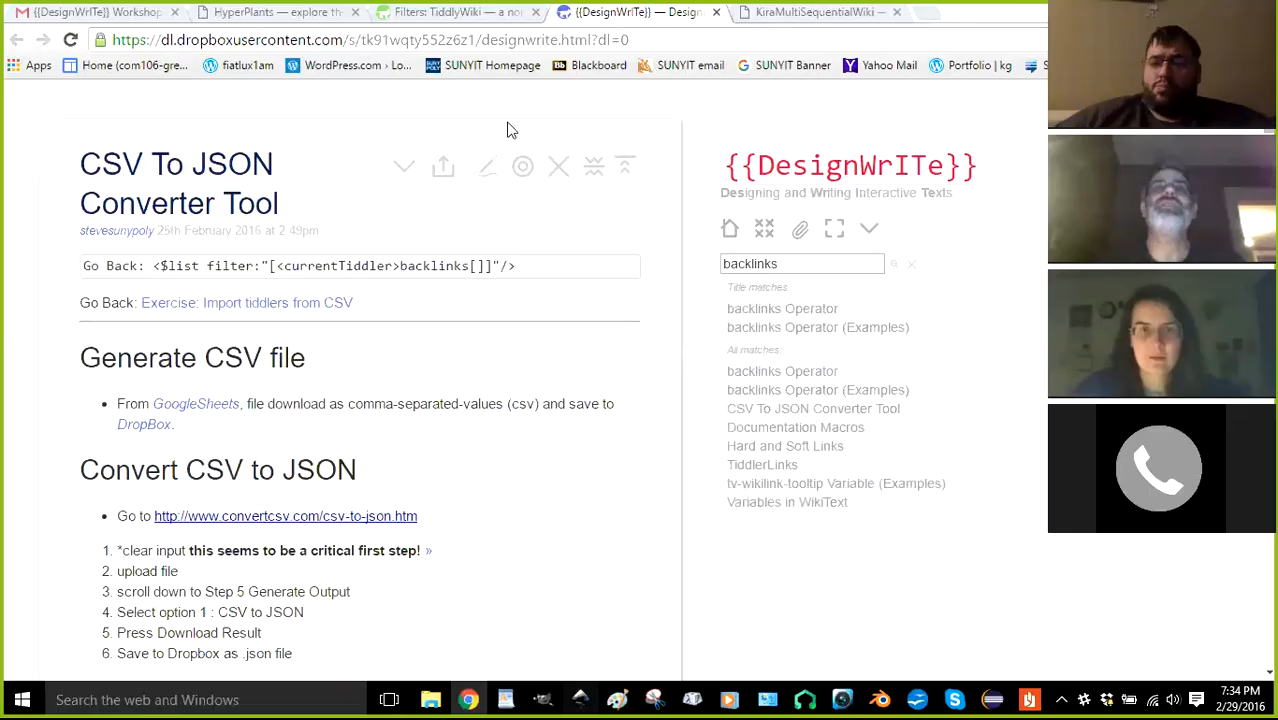 {{DesignWrITe}} Workshop
HyperPlants — explore the
Filters: TiddlyWiki — a no
{{DesignWrITe}} — Design
KiraMultiSequentialWiki —
https://dl.dropboxusercontent.com/s/tk91wqty552z6z1/designwrite.html?dl=0
Apps
Home (com106-gre...
fiatlux1am
WordPress.com › Lo...
SUNYIT Homepage
Bb Blackboard
SUNYIT email
SUNYIT Banner
Yahoo Mail
Portfolio | kg
CSV To JSON
Converter Tool
stevesunypoly 25th February 2016 at 2:49pm
Go Back: <$list filter:"[<currentTiddler>backlinks[]]"/>
Go Back: Exercise: Import tiddlers from CSV
Generate CSV file
• From GoogleSheets, file download as comma-separated-values (csv) and save to
DropBox.
Convert CSV to JSON
• Go to http://www.convertcsv.com/csv-to-json.htm
1. *clear input this seems to be a critical first step! »
2. upload file
3. scroll down to Step 5 Generate Output
4. Select option 1 : CSV to JSON
5. Press Download Result
6. Save to Dropbox as .json file
{{DesignWrITe}}
Designing and Writing Interactive Texts
backlinks
Title matches
backlinks Operator
backlinks Operator (Examples)
All matches
backlinks Operator
backlinks Operator (Examples)
CSV To JSON Converter Tool
Documentation Macros
Hard and Soft Links
TiddlerLinks
tv-wikilink-tooltip Variable (Examples)
Variables in WikiText
Search the web and Windows
7:34 PM
2/29/2016